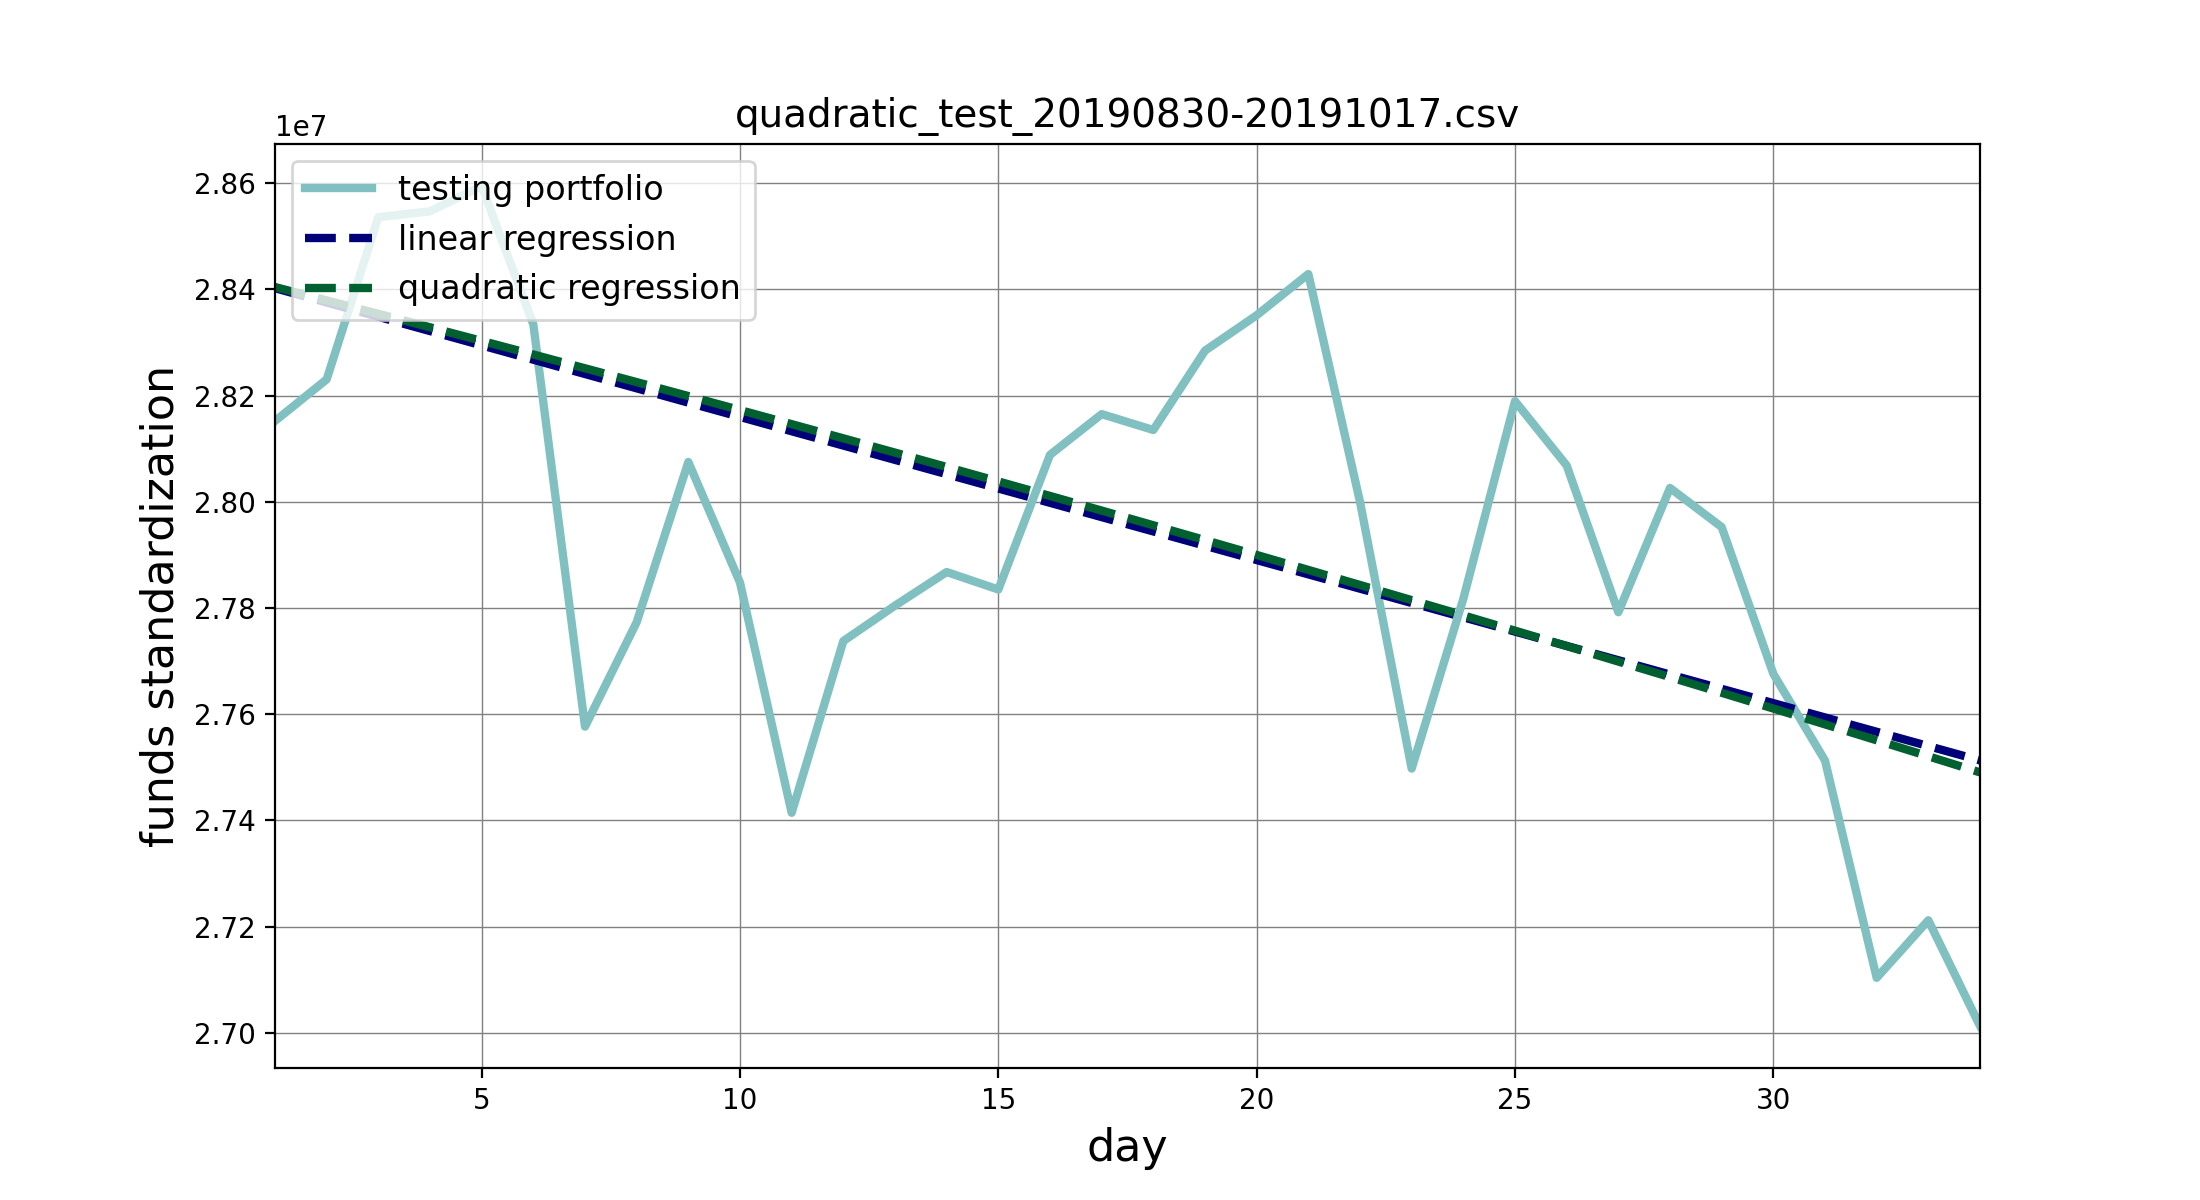 quadratic_test_20190830-20191017.csv
1e7
testing portfolio
linear regression
quadratic regression
2.86
2.84
2.82
2.80
2.78
2.76
2.74
2.72
2.70
funds standardization
5 10 15 20 25 30
day